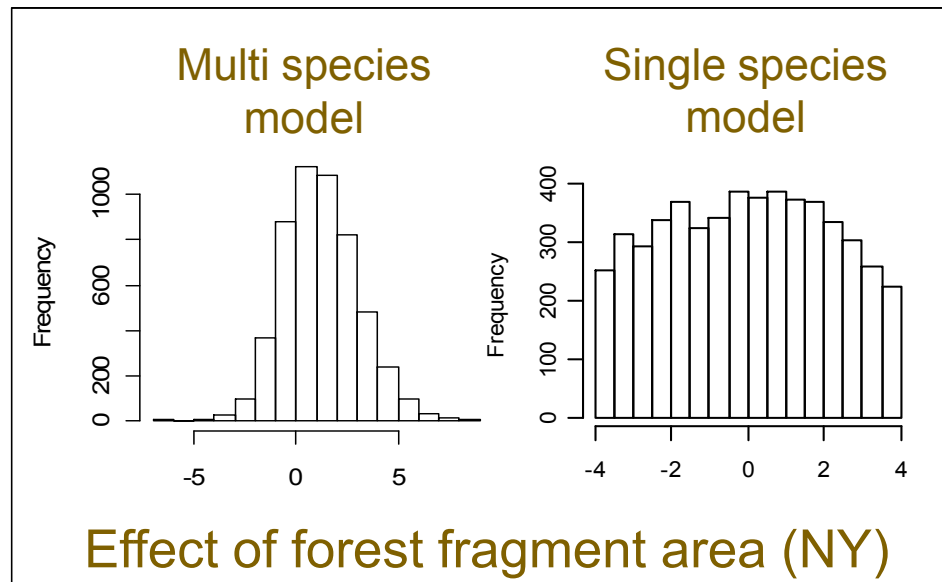 Multi species
model
Single species
model
Frequency
0
200
600
1000
-5
0
5
Frequency
0
100
200
300
400
-4
-2
0
2
4
Effect of forest fragment area (NY)